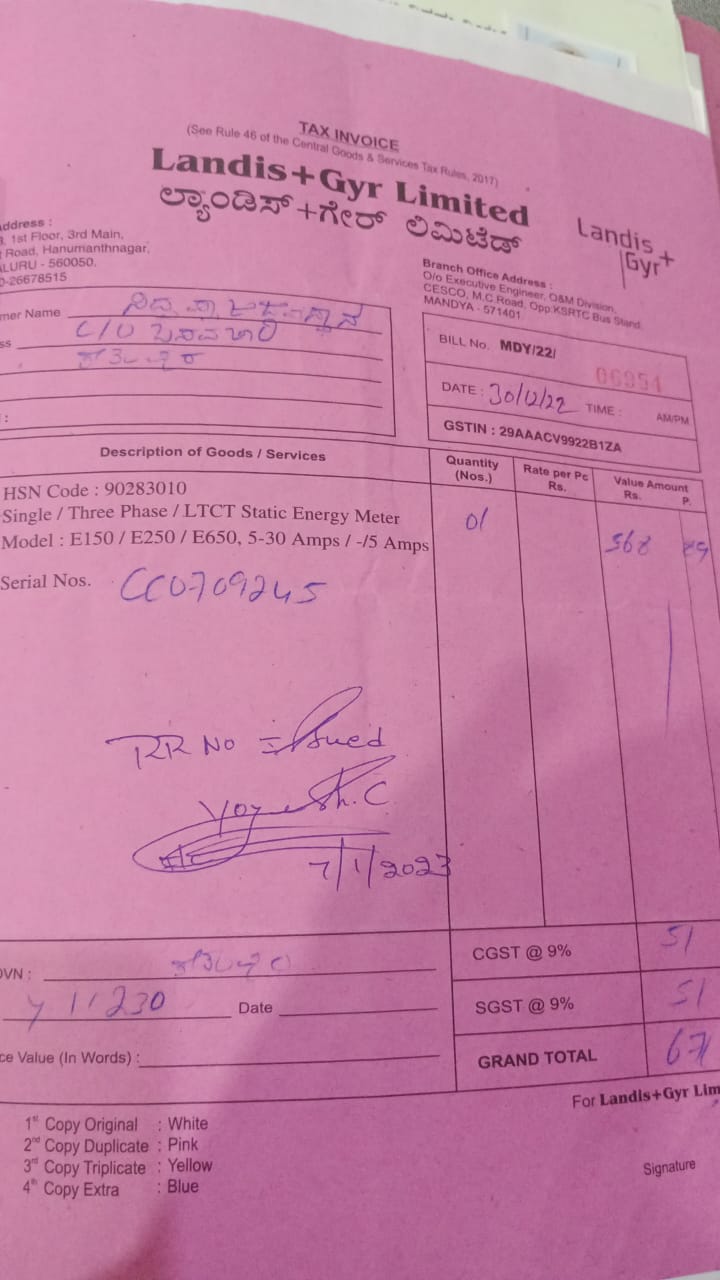 TAX INVOICE
(See Rule 46 of the Central Goods & Services Tax Rules, 2017)
Landis+Gyr Limited
ಲ್ಯಾಂಡಿಸ್+ಗೇರ್ ಲಿಮಿಟೆಡ್
Landis+
Gyr
ddress :
1st Floor, 3rd Main,
Road, Hanumanthnagar,
LURU - 560050.
0-26678515
Branch Office Address :
O/o Executive Engineer, O&M Division,
CESCO, M.C.Road, Opp:KSRTC Bus Stand
MANDYA - 571401
mer Name
ss C/O
BILL No. MDY/22/ 06954
DATE : 30/12/22 TIME : AM/PM
GSTIN : 29AAACV9922B1ZA
Description of Goods / Services Quantity (Nos.) Rate per Pc Rs. Value Amount Rs. P.
HSN Code : 90283010
Single / Three Phase / LTCT Static Energy Meter 01
Model : E150 / E250 / E650, 5-30 Amps / -/5 Amps 568 89
Serial Nos. CC0709245
RR No Issued
Yogesh. C
7/1/2023
OVN :
CGST @ 9% 51
y 11230 Date
SGST @ 9% 51
ce Value (In Words) :
GRAND TOTAL 671
For Landis+Gyr Lim
1st Copy Original : White
2nd Copy Duplicate : Pink
3rd Copy Triplicate : Yellow
4th Copy Extra : Blue
Signature